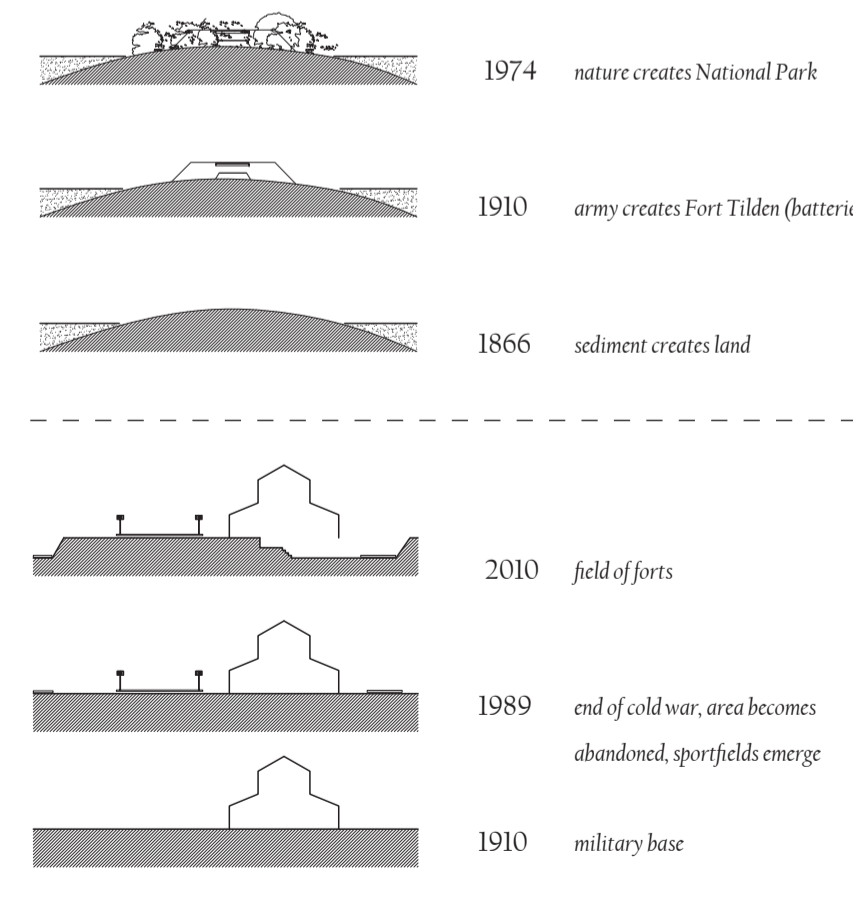 1974 nature creates National Park
1910 army creates Fort Tilden
1866 sediment creates land
2010 field of forts
1989 end of cold war, area becomes
abandoned, sportfields emerge
1910 military base